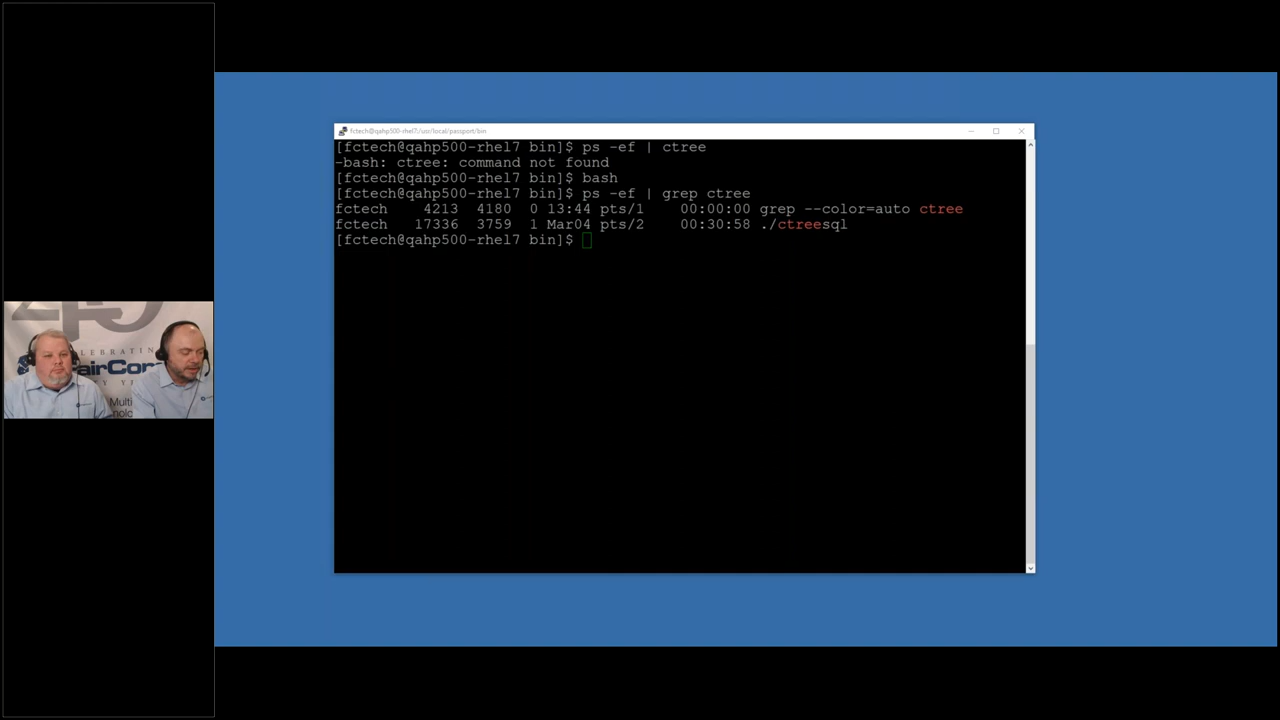 fctech@qahp500-rhel7:/usr/local/passport/bin
[fctech@qahp500-rhel7 bin]$ ps -ef | ctree
-bash: ctree: command not found
[fctech@qahp500-rhel7 bin]$ bash
[fctech@qahp500-rhel7 bin]$ ps -ef | grep ctree
fctech 4213 4180 0 13:44 pts/1 00:00:00 grep --color=auto ctree
fctech 17336 3759 1 Mar04 pts/2 00:30:58 ./ctreesql
[fctech@qahp500-rhel7 bin]$
ELEBRATIN
airCom
Multi